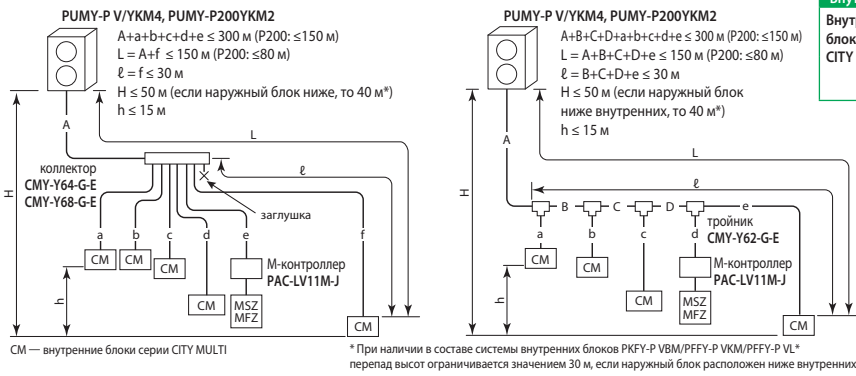 PUMY-P V/YKM4, PUMY-P200YKM2
A+a+b+c+d+e ≤ 300 м (P200: ≤150 м)
L = A+f ≤ 150 м (P200: ≤80 м)
ℓ = f ≤ 30 м
H ≤ 50 м (если наружный блок ниже, то 40 м*)
h ≤ 15 м
A
L
H
коллектор
CMY-Y64-G-E
CMY-Y68-G-E
ℓ
заглушка
a
b
c
d
e
f
CM
CM
CM
М-контроллер
PAC-LV11M-J
h
CM
MSZ
MFZ
CM
CM — внутренние блоки серии CITY MULTI
PUMY-P V/YKM4, PUMY-P200YKM2
A+B+C+D+a+b+c+d+e ≤ 300 м (P200: ≤150 м)
L = A+B+C+D+e ≤ 150 м (P200: ≤80 м)
ℓ = B+C+D+e ≤ 30 м
H ≤ 50 м (если наружный блок
ниже внутренних, то 40 м*)
h ≤ 15 м
A
L
H
ℓ
B
C
D
e
тройник
CMY-Y62-G-E
a
b
c
d
CM
CM
М-контроллер
PAC-LV11M-J
h
CM
MSZ
MFZ
CM
* При наличии в составе системы внутренних блоков PKFY-P VBM/PFFY-P VKM/PFFY-P VL*
перепад высот ограничивается значением 30 м, если наружный блок расположен ниже внутренних
Внутр
блок
CITY